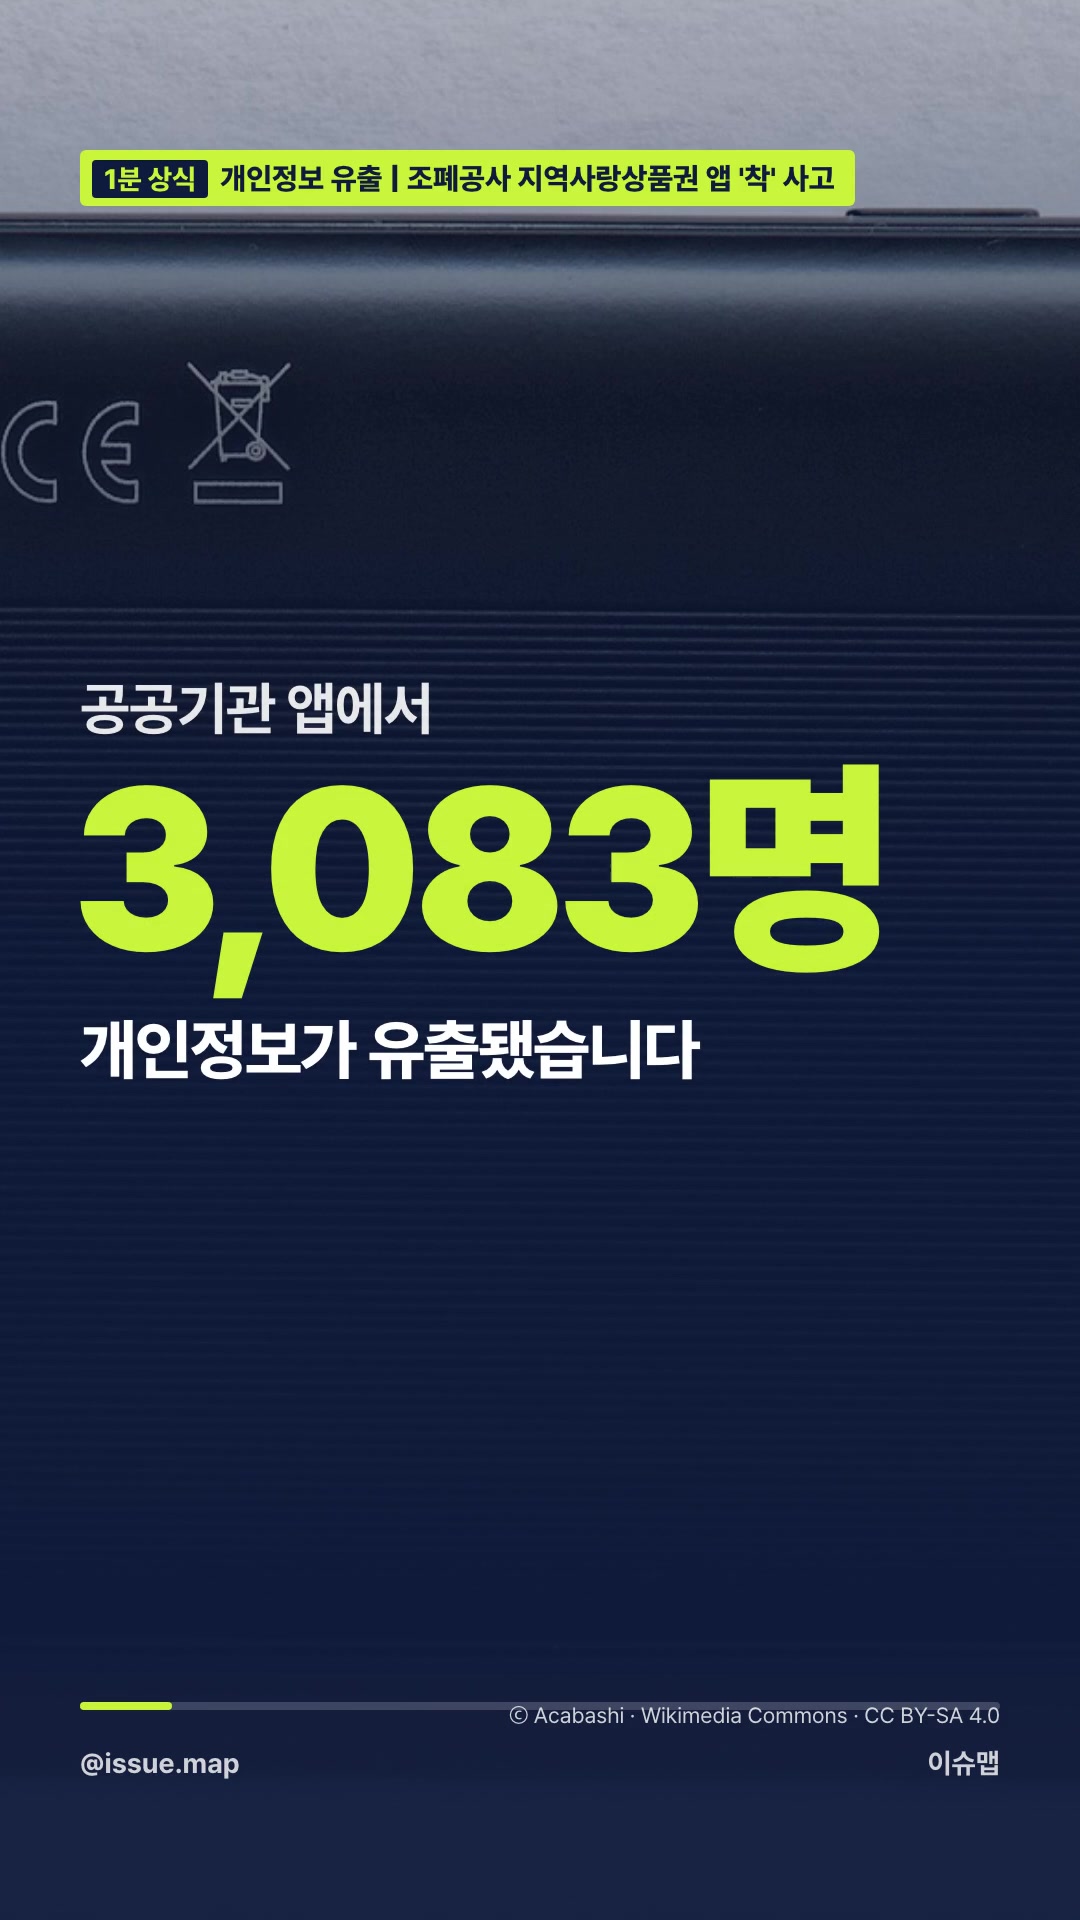 1분 상식 개인정보 유출 | 조폐공사 지역사랑상품권 앱 '착' 사고
CE
공공기관 앱에서
3,083명
개인정보가 유출됐습니다
© Acabashi · Wikimedia Commons · CC BY-SA 4.0
@issue.map 이슈맵